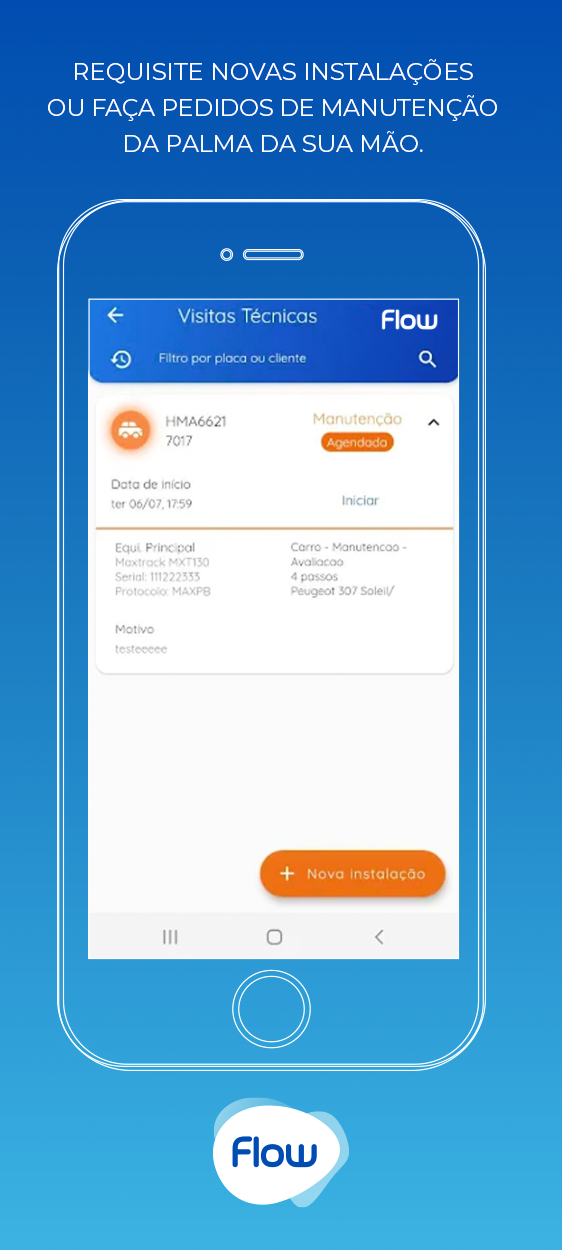 REQUISITE NOVAS INSTALAÇÕES
OU FAÇA PEDIDOS DE MANUTENÇÃO
DA PALMA DA SUA MÃO.
Visitas Técnicas
Flow
Filtro por placa ou cliente
HMA6621
7017
Manutenção
Agendada
Data de início
ter 06/07, 17:59
Iniciar
Equi. Principal
Maxtrack MXT130
Serial: 111222333
Protocolo: MAXPB
Carro - Manutencao -
Avaliacao
4 passos
Peugeot 307 Soleil/
Motivo
testeeeee
+ Nova instalação
Flow